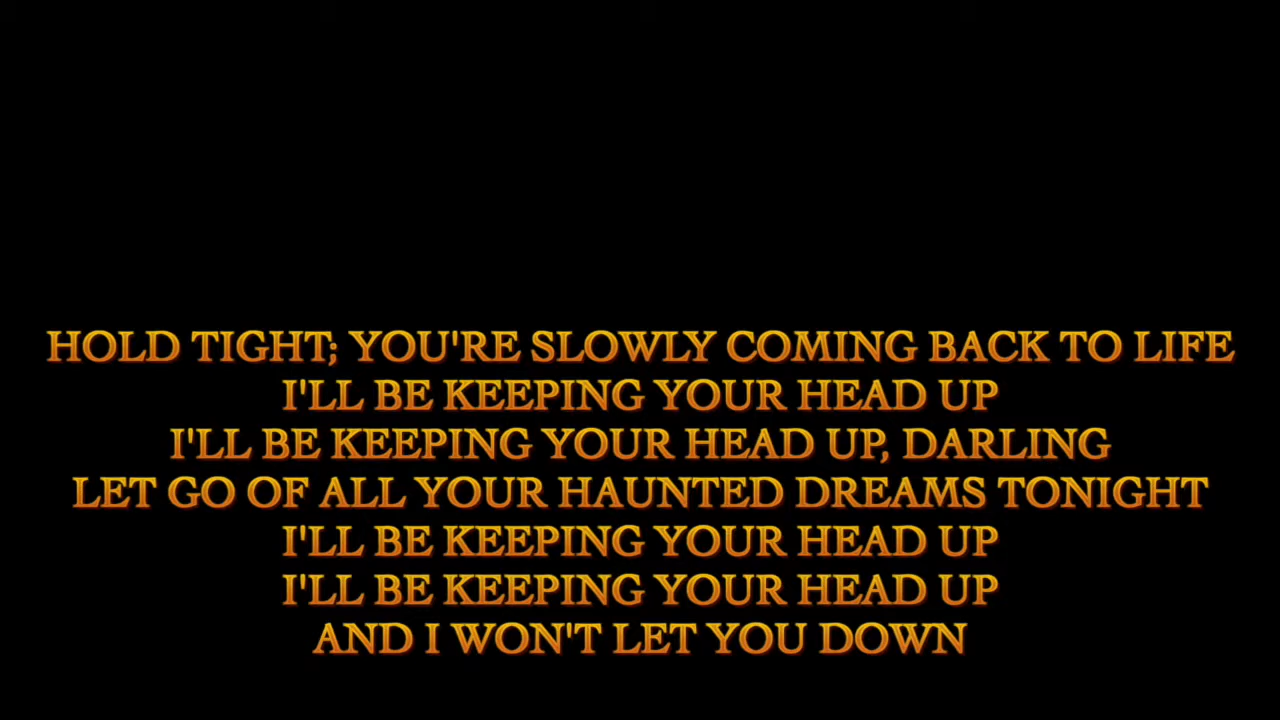 HOLD TIGHT; YOU'RE SLOWLY COMING BACK TO LIFE
I'LL BE KEEPING YOUR HEAD UP
I'LL BE KEEPING YOUR HEAD UP, DARLING
LET GO OF ALL YOUR HAUNTED DREAMS TONIGHT
I'LL BE KEEPING YOUR HEAD UP
I'LL BE KEEPING YOUR HEAD UP
AND I WON'T LET YOU DOWN